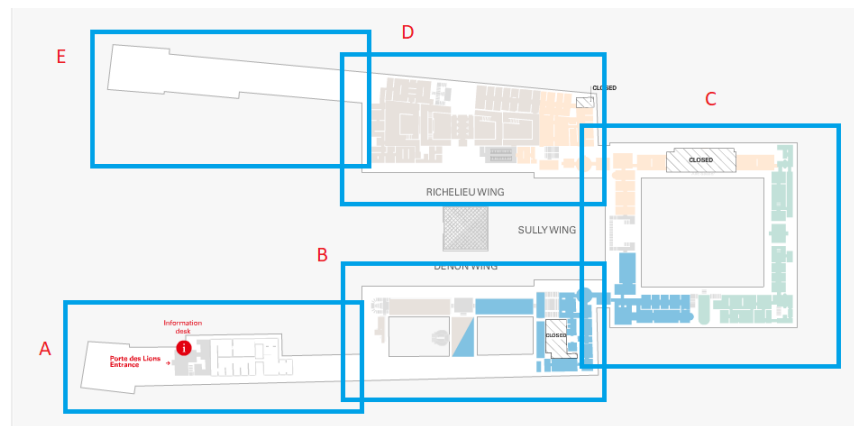 E
D
CLOSED
C
CLOSED
RICHELIEU WING
SULLY WING
B
DENON WING
Information
desk
A
i
Porte des Lions
Entrance
CLOSED